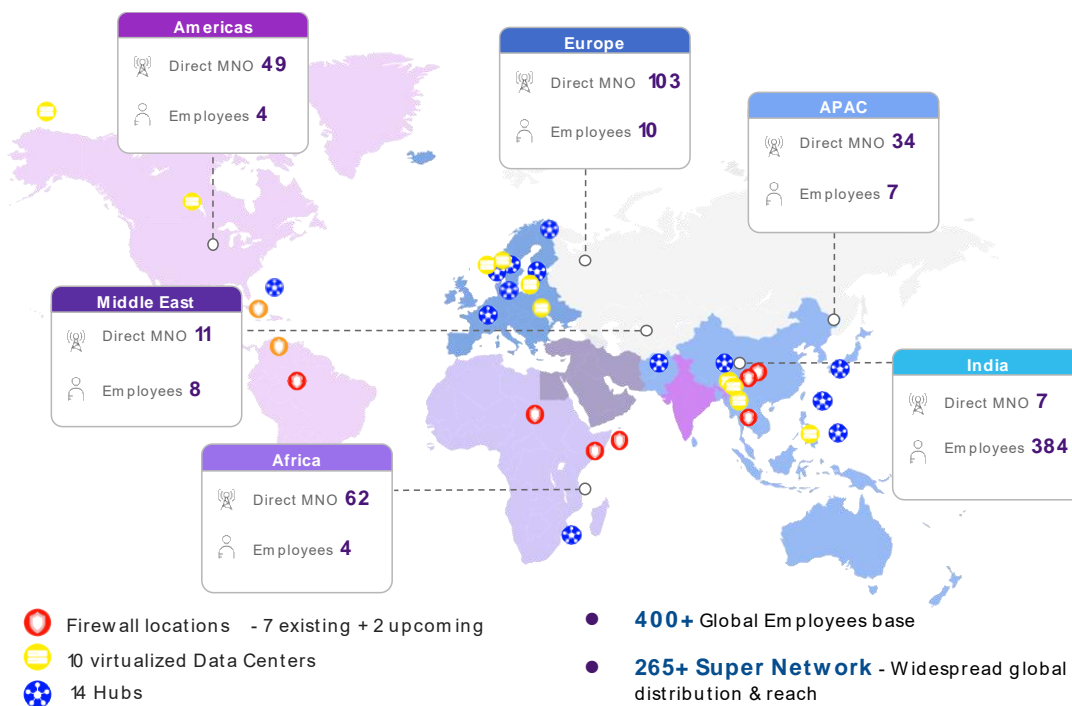 Americas
Direct MNO 49
Employees 4
Europe
Direct MNO 103
Employees 10
APAC
Direct MNO 34
Employees 7
Middle East
Direct MNO 11
Employees 8
India
Direct MNO 7
Employees 384
Africa
Direct MNO 62
Employees 4
Firewall locations - 7 existing + 2 upcoming
10 virtualized Data Centers
14 Hubs
400+ Global Employees base
265+ Super Network - Widespread global
distribution & reach